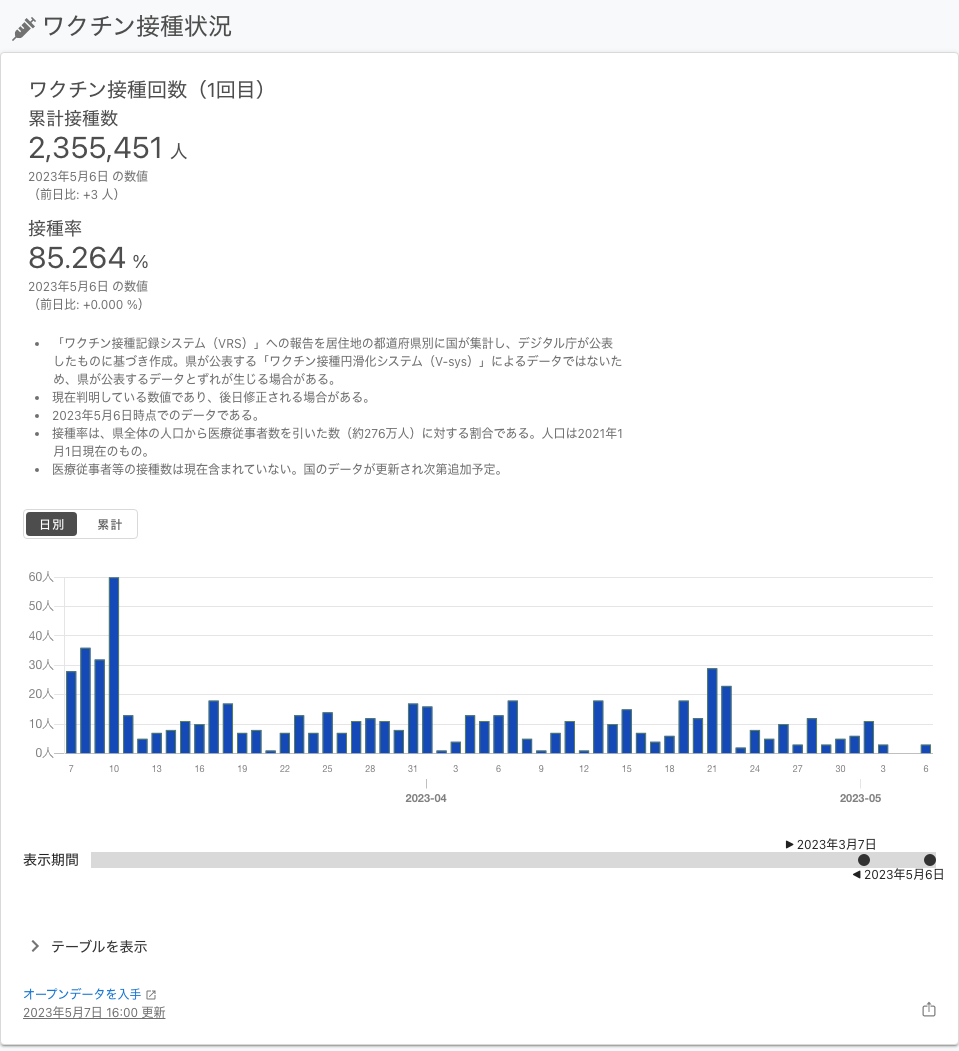 ワクチン接種状況
ワクチン接種回数（1回目）
累計接種数
2,355,451 人
2023年5月6日 の数値
（前日比: +3 人）
接種率
85.264 %
2023年5月6日 の数値
（前日比: +0.000 %）
• 「ワクチン接種記録システム（VRS）」への報告を居住地の都道府県別に国が集計し、デジタル庁が公表
したものに基づき作成。県が公表する「ワクチン接種円滑化システム（V-sys）」によるデータではないた
め、県が公表するデータとずれが生じる場合がある。
• 現在判明している数値であり、後日修正される場合がある。
• 2023年5月6日時点でのデータである。
• 接種率は、県全体の人口から医療従事者数を引いた数（約276万人）に対する割合である。人口は2021年1
月1日現在のもの。
• 医療従事者等の接種数は現在含まれていない。国のデータが更新され次第追加予定。
日別 累計
60人
50人
40人
30人
20人
10人
0人
7 10 13 16 19 22 25 28 31 3 6 9 12 15 18 21 24 27 30 3 6
2023-04 2023-05
▶ 2023年3月7日
表示期間
◀ 2023年5月6日
テーブルを表示
オープンデータを入手
2023年5月7日 16:00 更新